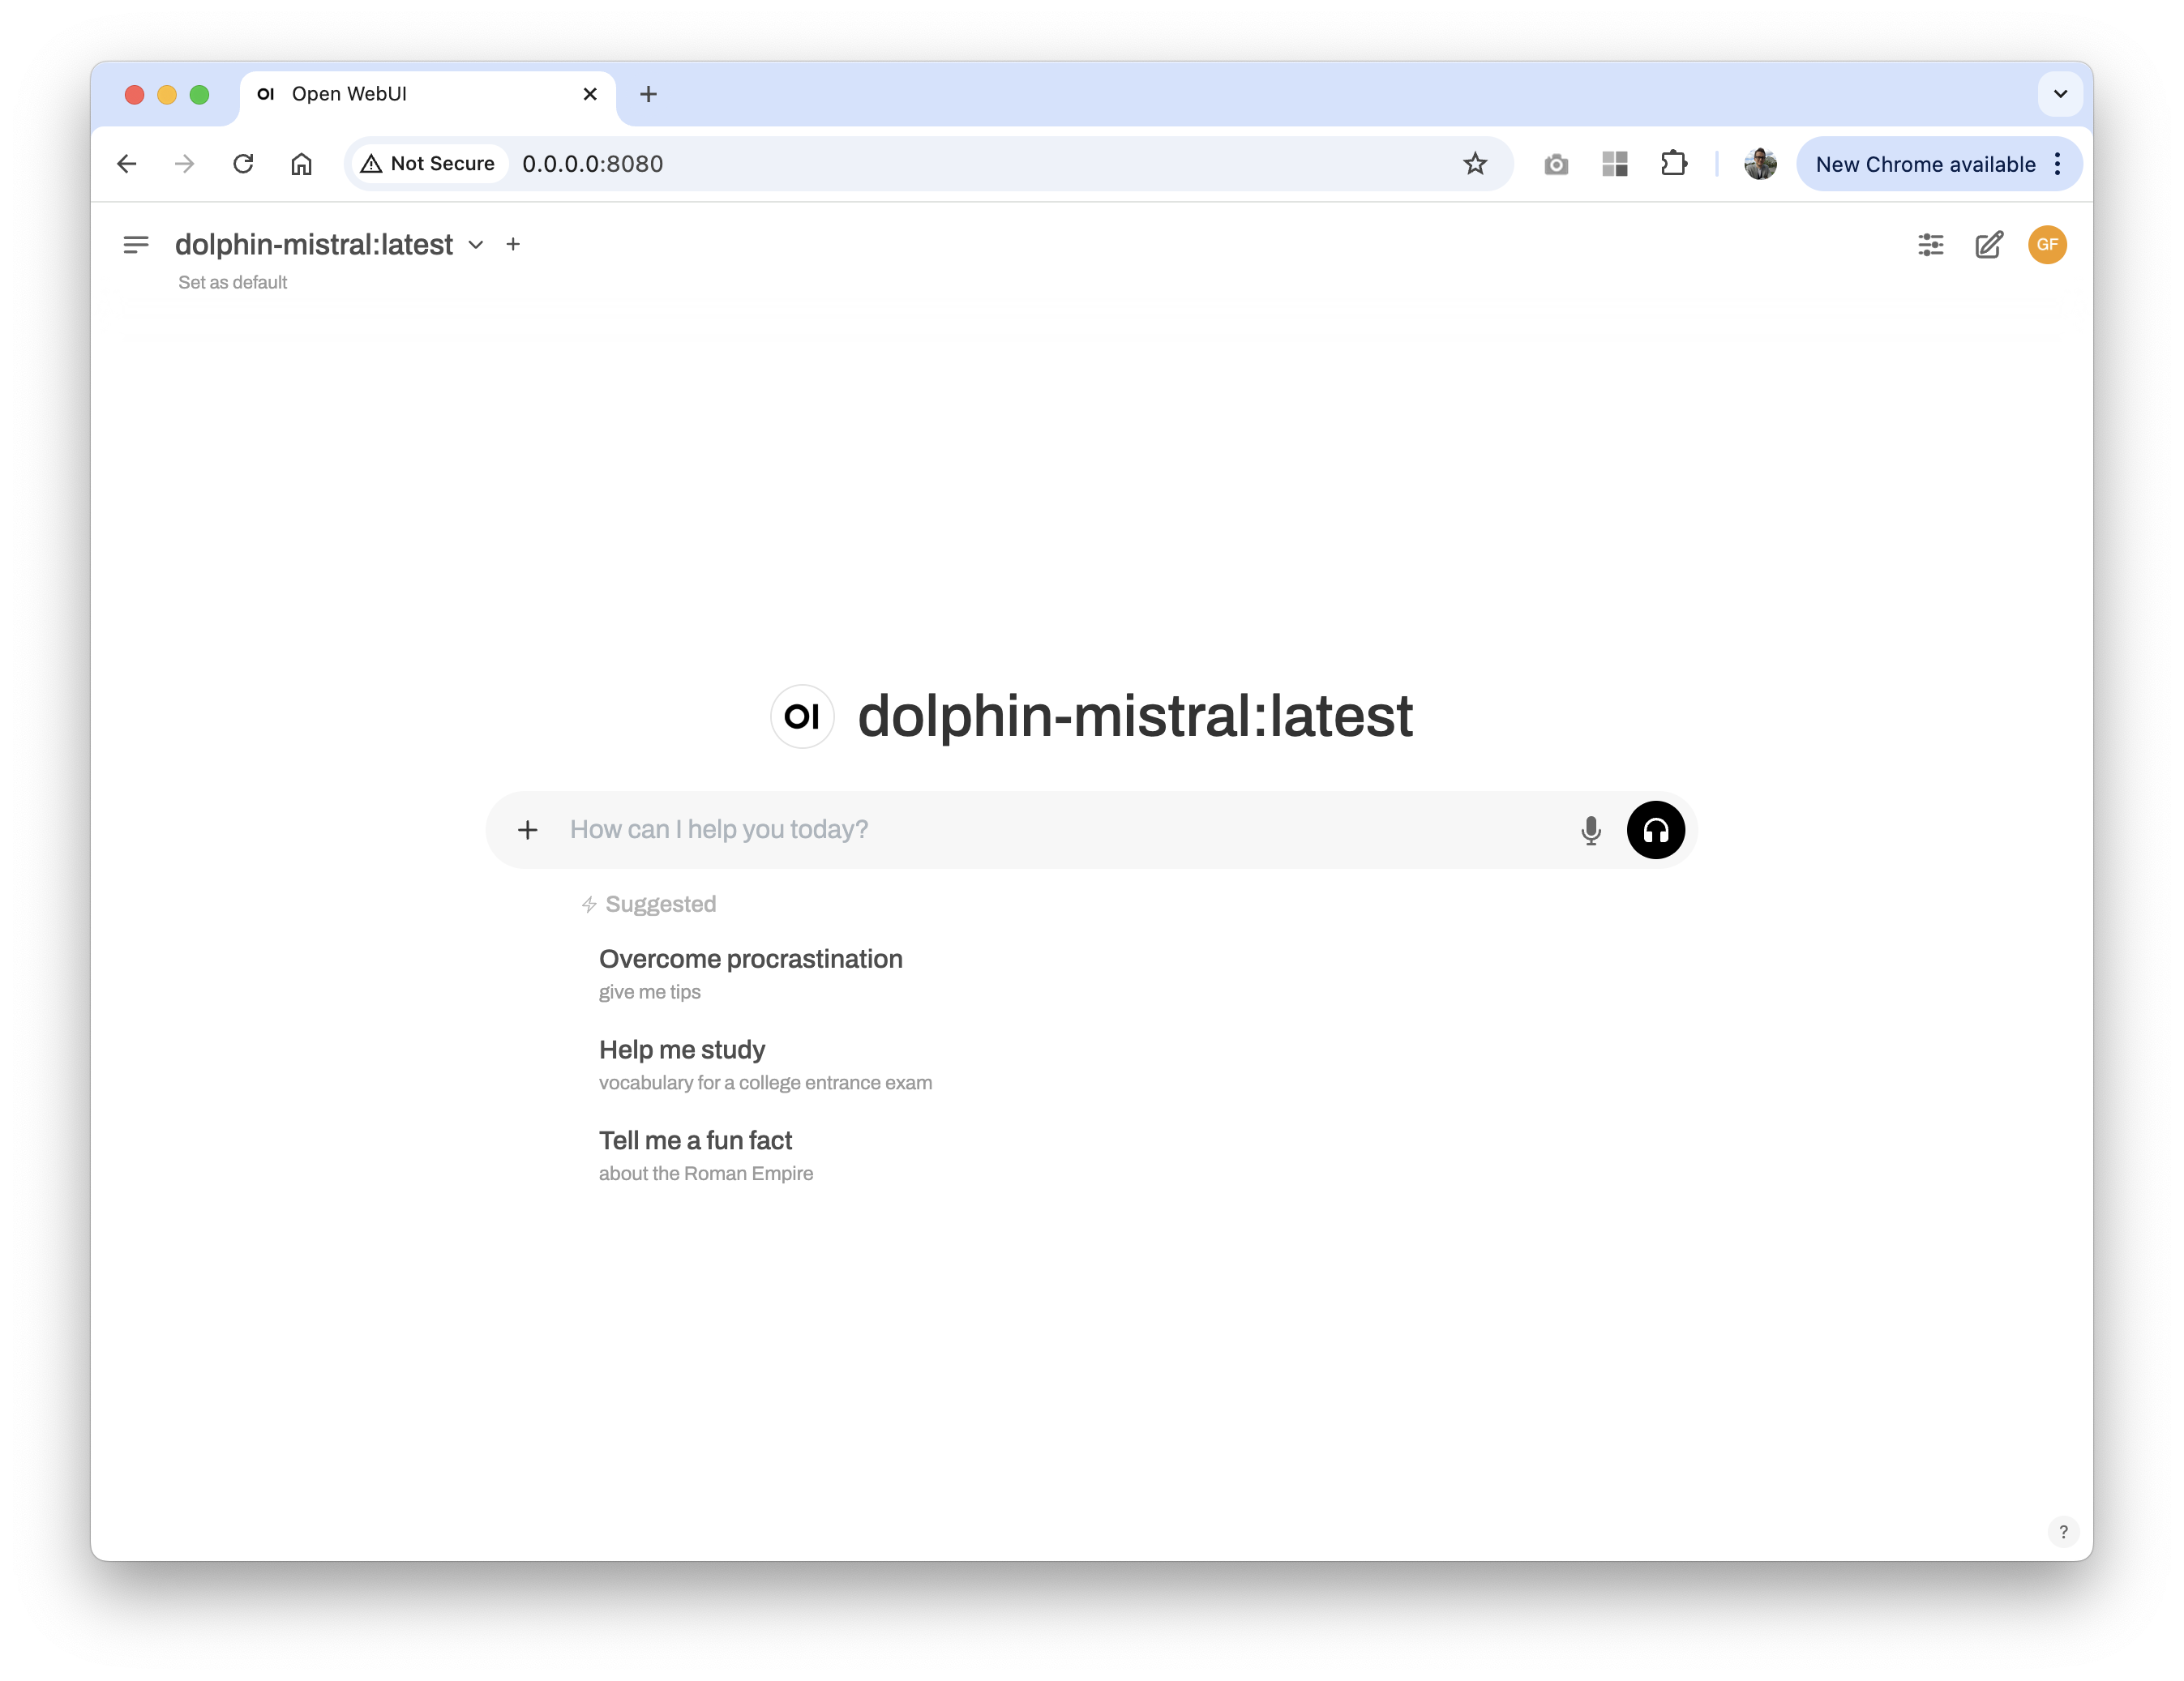 OI Open WebUI
Not Secure 0.0.0.0:8080 New Chrome available
dolphin-mistral:latest GF
Set as default
OI dolphin-mistral:latest
How can I help you today?
Suggested
Overcome procrastination
give me tips
Help me study
vocabulary for a college entrance exam
Tell me a fun fact
about the Roman Empire
?